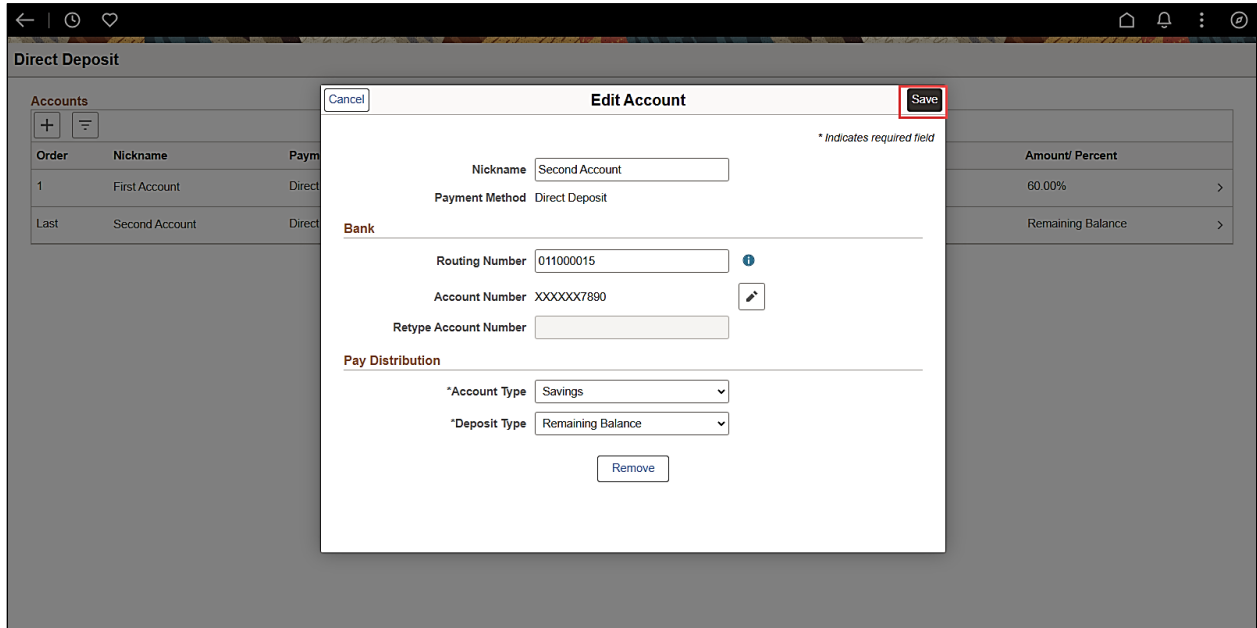 Direct Deposit
Accounts
Order Nickname Paym Amount/ Percent
1 First Account Direct 60.00%
Last Second Account Direct Remaining Balance
Cancel Edit Account Save
* Indicates required field
Nickname Second Account
Payment Method Direct Deposit
Bank
Routing Number 011000015
Account Number XXXXXX7890
Retype Account Number
Pay Distribution
*Account Type Savings
*Deposit Type Remaining Balance
Remove